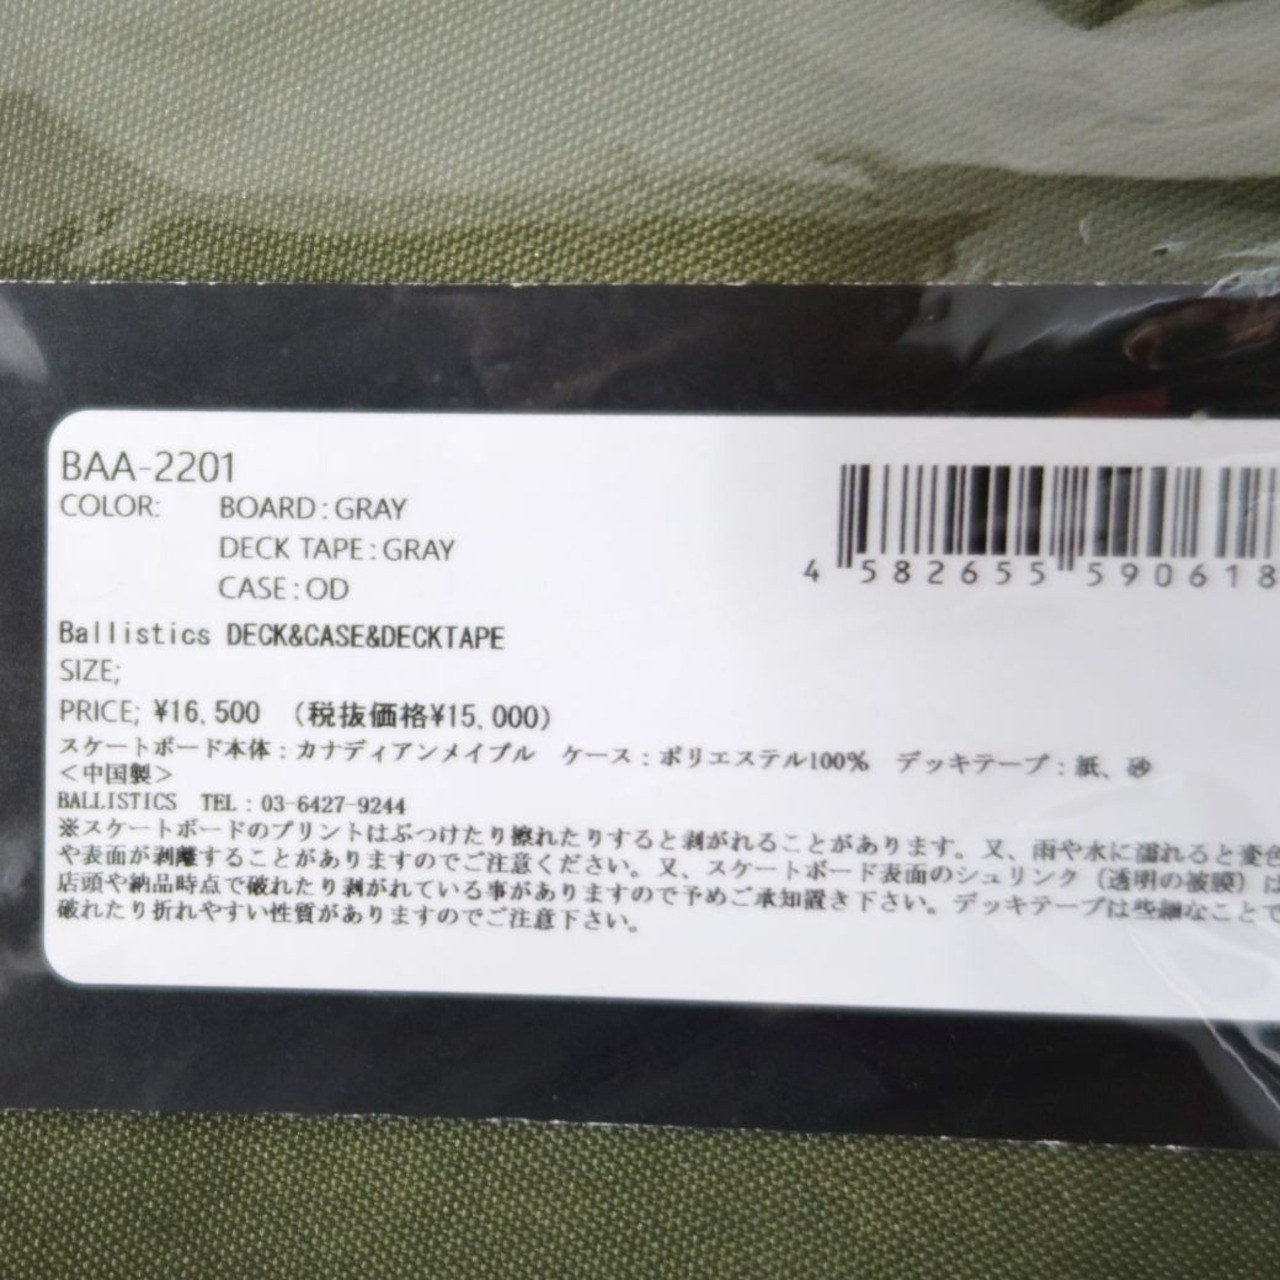 BAA-2201
COLOR: BOARD:GRAY
DECK TAPE:GRAY
CASE:OD
4 582655 590618
Ballistics DECK&CASE&DECKTAPE
SIZE;
PRICE; ¥16,500 (税抜価格¥15,000)
スケートボード本体:カナディアンメイプル ケース:ポリエステル100% デッキテープ:紙、砂
<中国製>
BALLISTICS TEL:03-6427-9244
※スケートボードのプリントはぶつけたり擦れたりすると剥がれることがあります。又、雨や水に濡れると変色
や表面が剥離することがありますのでご注意ください。又、スケートボード表面のシュリンク(透明の被膜)は
店頭や納品時点で破れたり剥がれている事がありますので予めご承知置き下さい。デッキテープは些細なことで
破れたり折れやすい性質がありますのでご注意下さい。